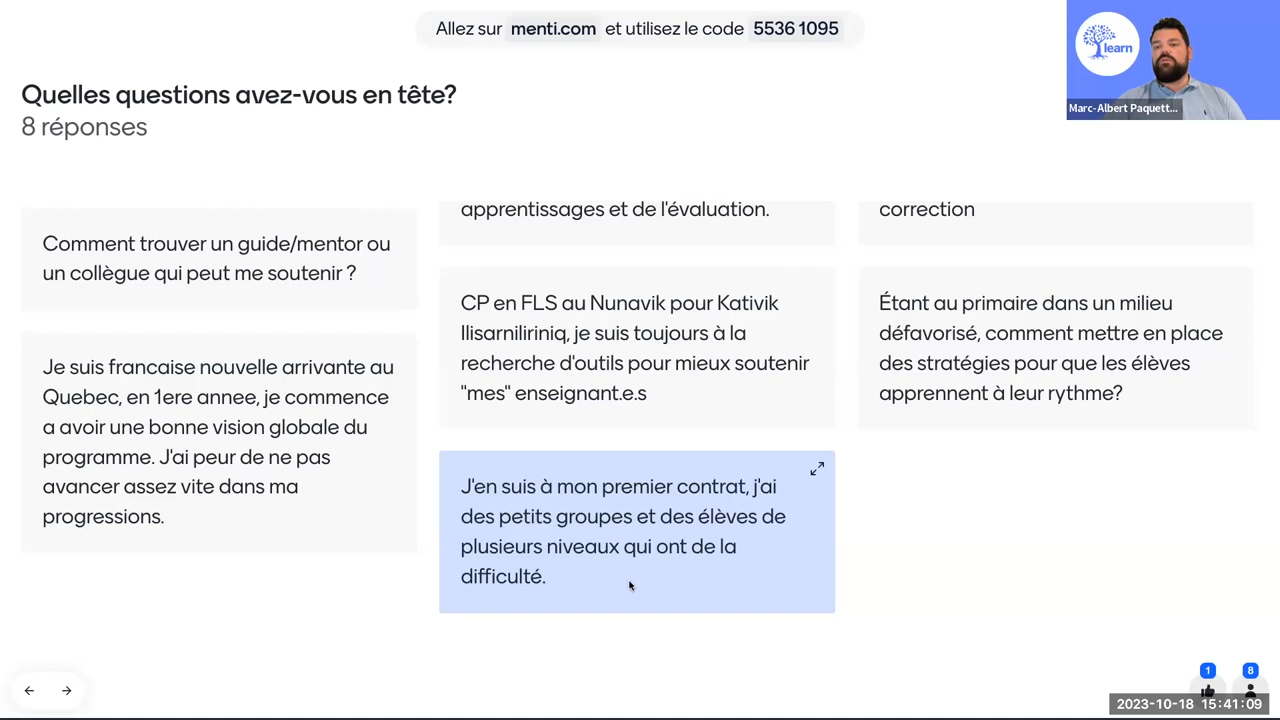 Allez sur menti.com et utilisez le code 5536 1095
learn
Marc-Albert Paquett...
Quelles questions avez-vous en tête?
8 réponses
Comment trouver un guide/mentor ou
un collègue qui peut me soutenir ?
Je suis francaise nouvelle arrivante au
Quebec, en 1ere annee, je commence
a avoir une bonne vision globale du
programme. J'ai peur de ne pas
avancer assez vite dans ma
progressions.
apprentissages et de l'évaluation.
CP en FLS au Nunavik pour Kativik
Ilisarniliriniq, je suis toujours à la
recherche d'outils pour mieux soutenir
"mes" enseignant.e.s
J'en suis à mon premier contrat, j'ai
des petits groupes et des élèves de
plusieurs niveaux qui ont de la
difficulté.
correction
Étant au primaire dans un milieu
défavorisé, comment mettre en place
des stratégies pour que les élèves
apprennent à leur rythme?
1
8
2023-10-18 15:41:09